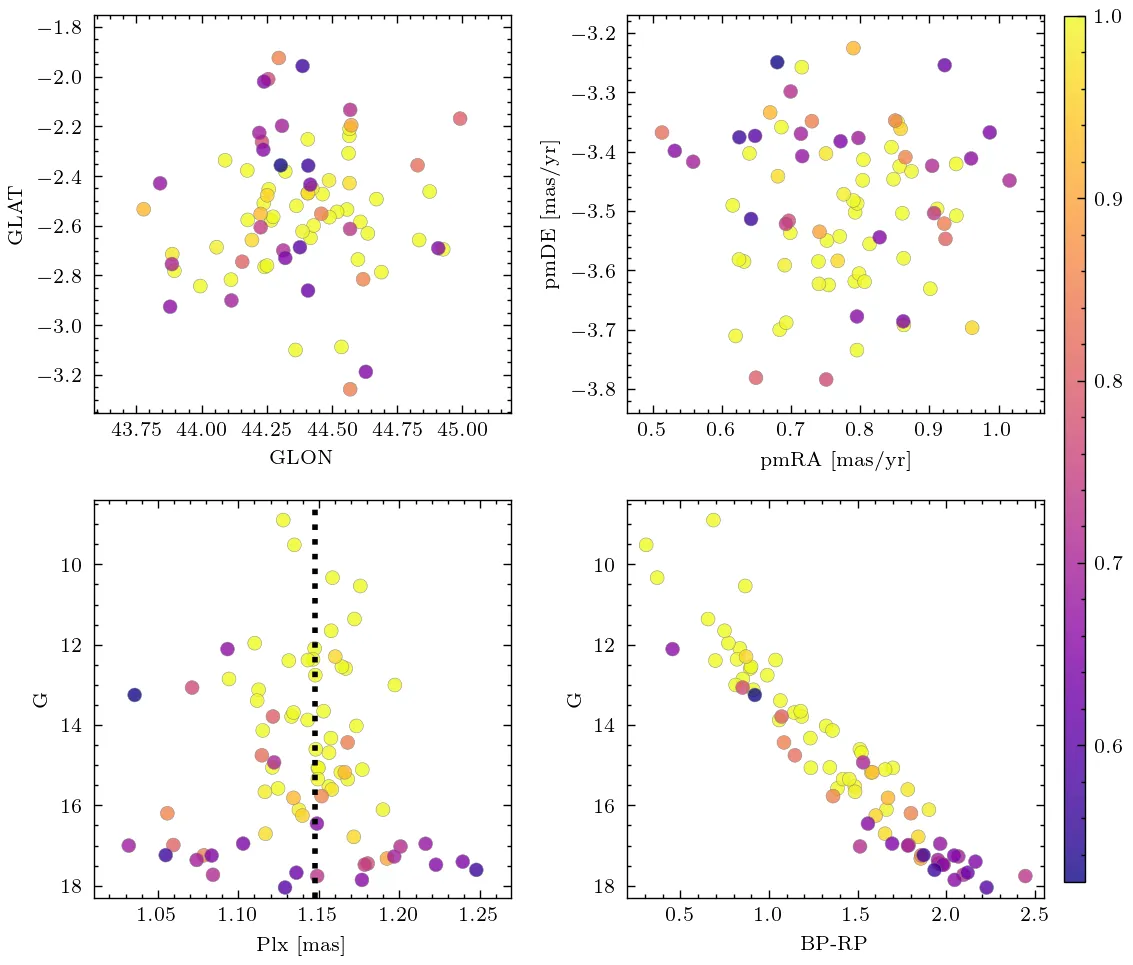 −1.8
−2.0
−2.2
−2.4
−2.6
−2.8
−3.0
−3.2
GLAT
43.75 44.00 44.25 44.50 44.75 45.00
GLON
−3.2
−3.3
−3.4
−3.5
−3.6
−3.7
−3.8
pmDE [mas/yr]
0.5 0.6 0.7 0.8 0.9 1.0
pmRA [mas/yr]
10
12
14
16
18
G
1.05 1.10 1.15 1.20 1.25
Plx [mas]
10
12
14
16
18
G
0.5 1.0 1.5 2.0 2.5
BP-RP
1.0
0.9
0.8
0.7
0.6